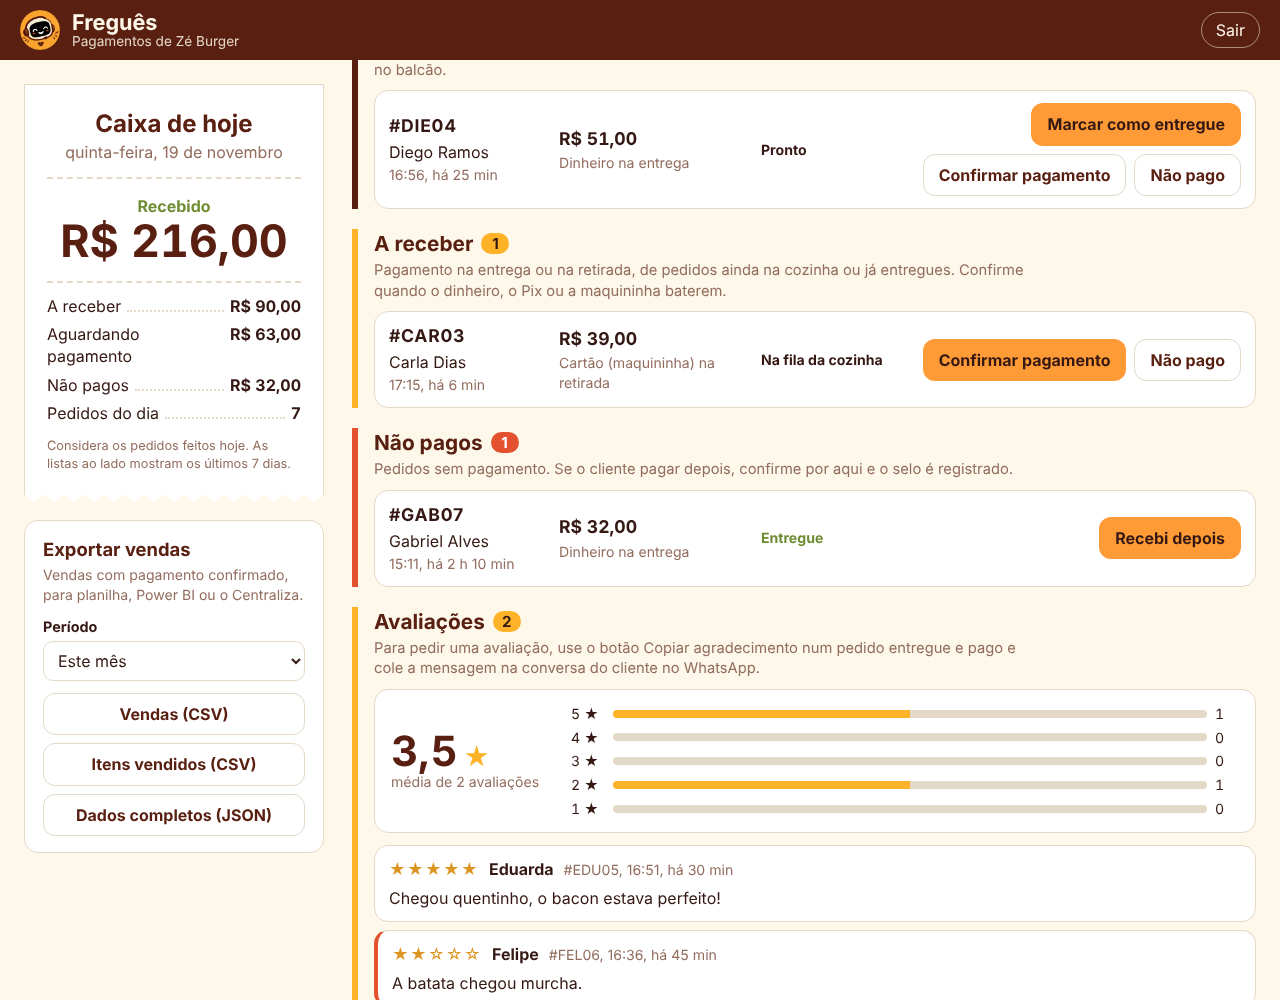 Freguês
Pagamentos de Zé Burger
Sair
Caixa de hoje
quinta-feira, 19 de novembro
Recebido
R$ 216,00
A receber R$ 90,00
Aguardando pagamento R$ 63,00
Não pagos R$ 32,00
Pedidos do dia 7
Considera os pedidos feitos hoje. As
listas ao lado mostram os últimos 7 dias.
Exportar vendas
Vendas com pagamento confirmado,
para planilha, Power BI ou o Centraliza.
Período
Este mês
Vendas (CSV)
Itens vendidos (CSV)
Dados completos (JSON)
no balcão.
#DIE04
Diego Ramos
16:56, há 25 min
R$ 51,00
Dinheiro na entrega
Pronto
Marcar como entregue
Confirmar pagamento
Não pago
A receber 1
Pagamento na entrega ou na retirada, de pedidos ainda na cozinha ou já entregues. Confirme
quando o dinheiro, o Pix ou a maquininha baterem.
#CAR03
Carla Dias
17:15, há 6 min
R$ 39,00
Cartão (maquininha) na
retirada
Na fila da cozinha
Confirmar pagamento
Não pago
Não pagos 1
Pedidos sem pagamento. Se o cliente pagar depois, confirme por aqui e o selo é registrado.
#GAB07
Gabriel Alves
15:11, há 2 h 10 min
R$ 32,00
Dinheiro na entrega
Entregue
Recebi depois
Avaliações 2
Para pedir uma avaliação, use o botão Copiar agradecimento num pedido entregue e pago e
cole a mensagem na conversa do cliente no WhatsApp.
3,5 ★
média de 2 avaliações
5 ★ 1
4 ★ 0
3 ★ 0
2 ★ 1
1 ★ 0
★★★★★ Eduarda #EDU05, 16:51, há 30 min
Chegou quentinho, o bacon estava perfeito!
★★☆☆☆ Felipe #FEL06, 16:36, há 45 min
A batata chegou murcha.